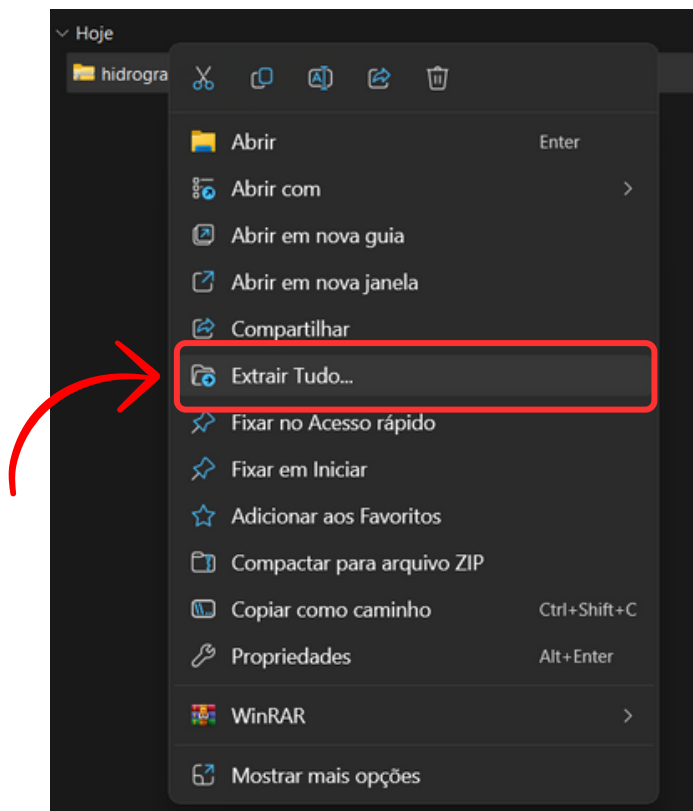 Hoje
hidrogra
Abrir Enter
Abrir com
Abrir em nova guia
Abrir em nova janela
Compartilhar
Extrair Tudo...
Fixar no Acesso rápido
Fixar em Iniciar
Adicionar aos Favoritos
Compactar para arquivo ZIP
Copiar como caminho Ctrl+Shift+C
Propriedades Alt+Enter
WinRAR
Mostrar mais opções